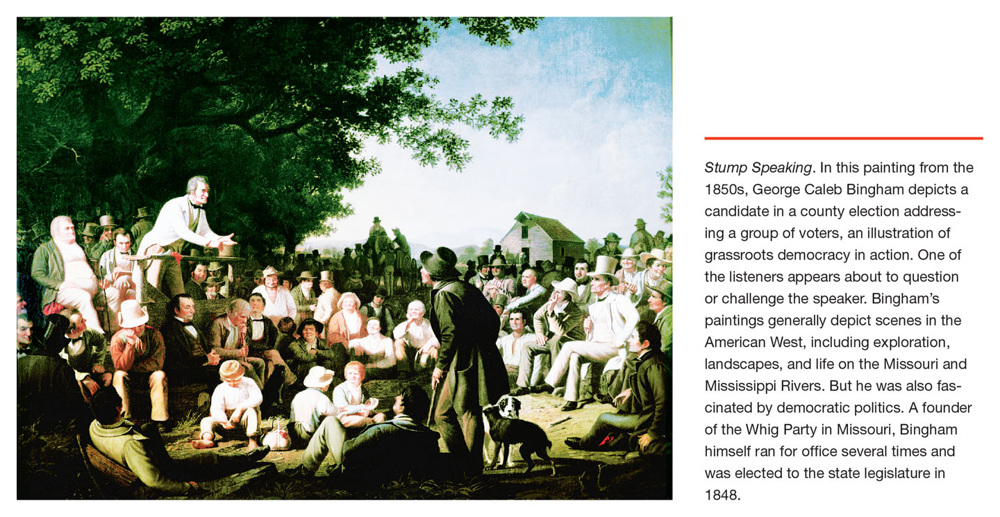 Stump Speaking. In this painting from the
1850s, George Caleb Bingham depicts a
candidate in a county election address-
ing a group of voters, an illustration of
grassroots democracy in action. One of
the listeners appears about to question
or challenge the speaker. Bingham’s
paintings generally depict scenes in the
American West, including exploration,
landscapes, and life on the Missouri and
Mississippi Rivers. But he was also fas-
cinated by democratic politics. A founder
of the Whig Party in Missouri, Bingham
himself ran for office several times and
was elected to the state legislature in
1848.